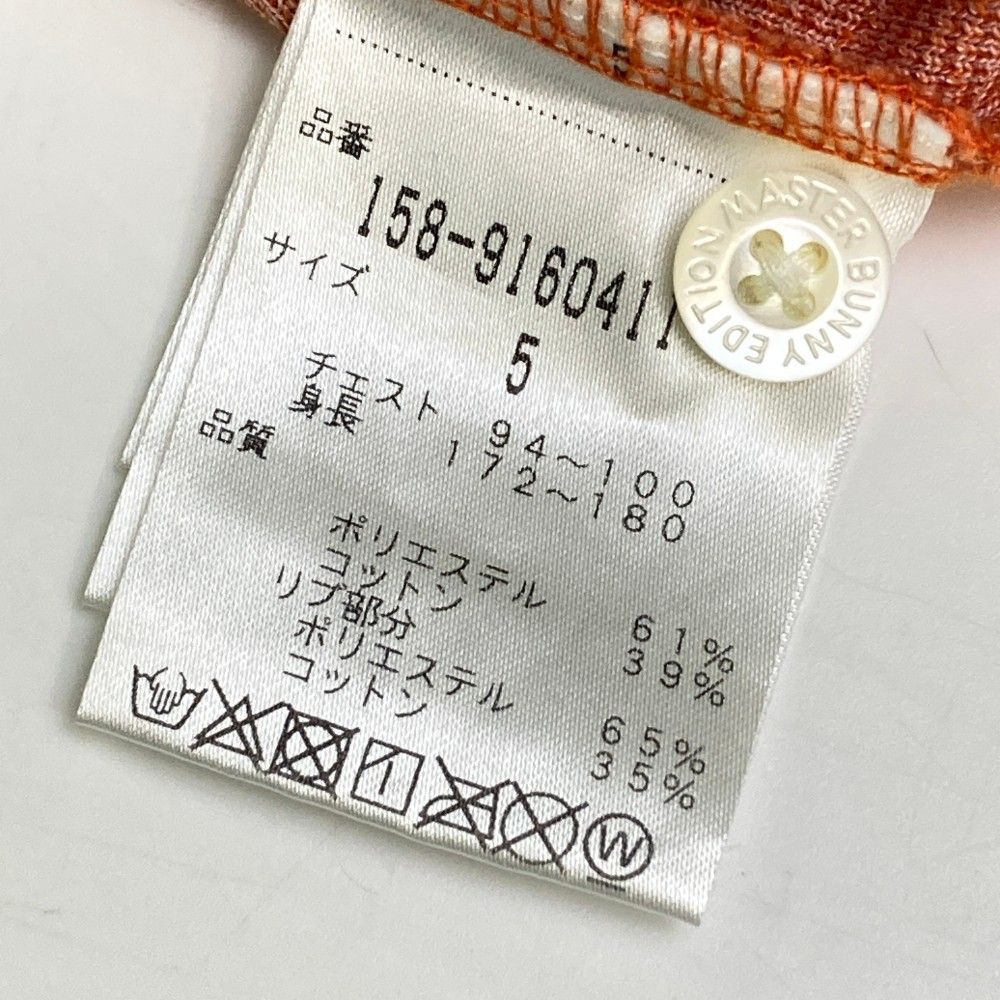 5
品番
158-9160411
サイズ
5
チェスト 94~100
身長 172~180
品質
ポリエステル 61%
コットン 39%
リブ部分
ポリエステル 65%
コットン 35%
W
MASTER BUNNY EDITION